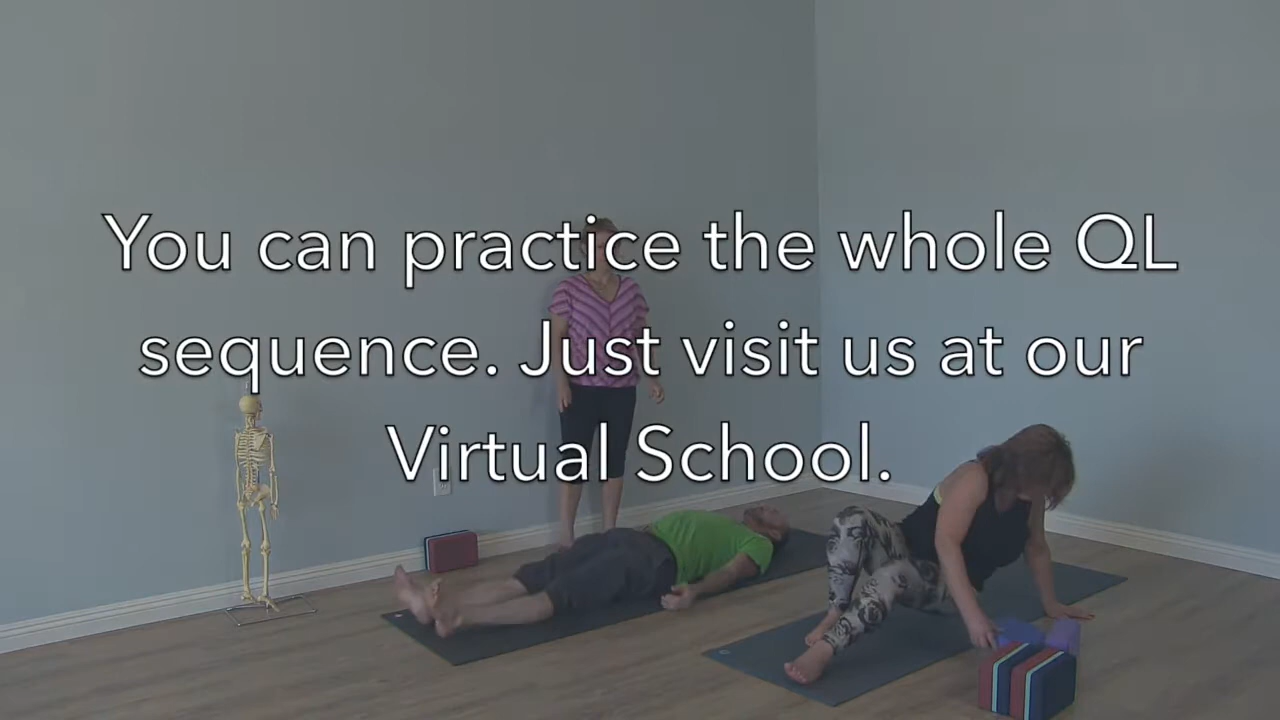 You can practice the whole QL
sequence. Just visit us at our
Virtual School.